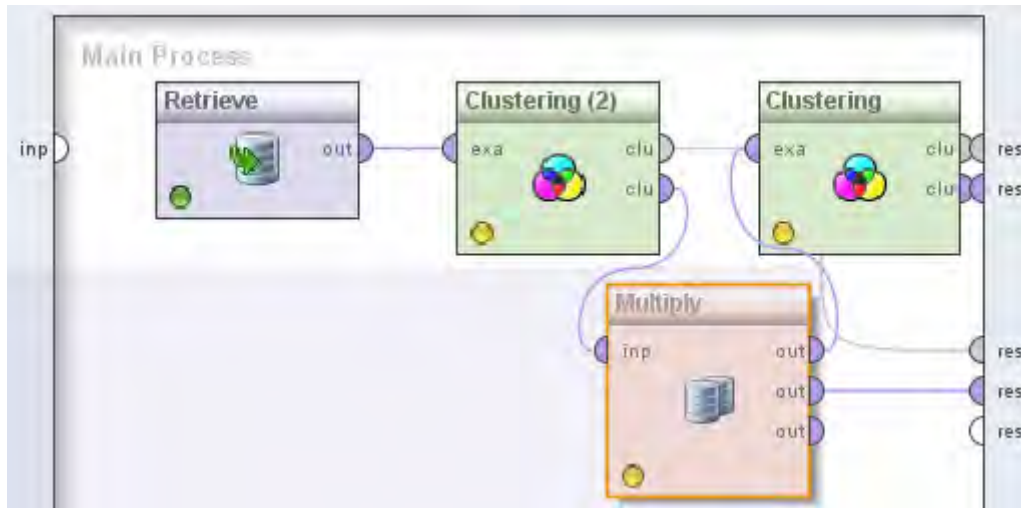 Main Process
Retrieve
Clustering (2)
Clustering
inp
out
exa
clu
exa
clu
res
clu
clu
res
Multiply
inp
out
res
out
res
out
res